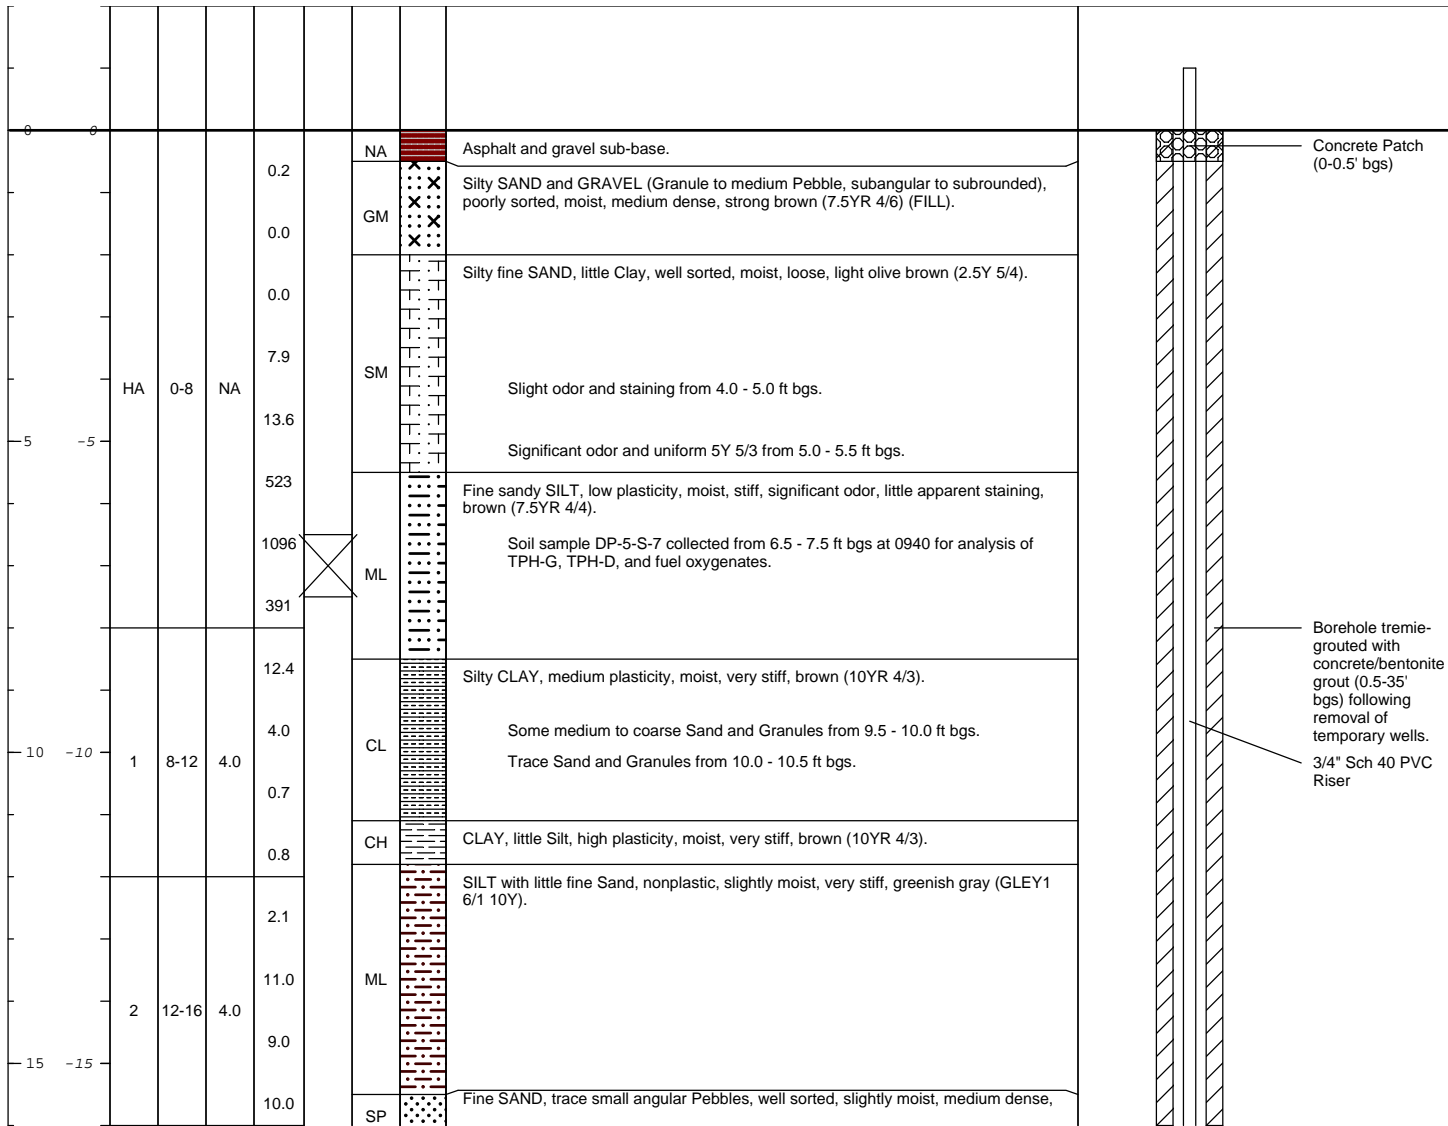 0 0
NA Asphalt and gravel sub-base.
Concrete Patch
(0-0.5' bgs)
0.2
Silty SAND and GRAVEL (Granule to medium Pebble, subangular to subrounded),
poorly sorted, moist, medium dense, strong brown (7.5YR 4/6) (FILL).
GM
0.0
Silty fine SAND, little Clay, well sorted, moist, loose, light olive brown (2.5Y 5/4).
0.0
7.9
SM
HA 0-8 NA
Slight odor and staining from 4.0 - 5.0 ft bgs.
13.6
5 -5
Significant odor and uniform 5Y 5/3 from 5.0 - 5.5 ft bgs.
523
Fine sandy SILT, low plasticity, moist, stiff, significant odor, little apparent staining,
brown (7.5YR 4/4).
1096
Soil sample DP-5-S-7 collected from 6.5 - 7.5 ft bgs at 0940 for analysis of
TPH-G, TPH-D, and fuel oxygenates.
ML
391
Borehole tremie-
grouted with
concrete/bentonite
grout (0.5-35'
bgs) following
removal of
temporary wells.
3/4" Sch 40 PVC
Riser
12.4
Silty CLAY, medium plasticity, moist, very stiff, brown (10YR 4/3).
4.0
Some medium to coarse Sand and Granules from 9.5 - 10.0 ft bgs.
CL
10 -10
1 8-12 4.0
Trace Sand and Granules from 10.0 - 10.5 ft bgs.
0.7
CH CLAY, little Silt, high plasticity, moist, very stiff, brown (10YR 4/3).
0.8
SILT with little fine Sand, nonplastic, slightly moist, very stiff, greenish gray (GLEY1
6/1 10Y).
2.1
ML
11.0
2 12-16 4.0
9.0
15 -15
10.0
SP Fine SAND, trace small angular Pebbles, well sorted, slightly moist, medium dense,